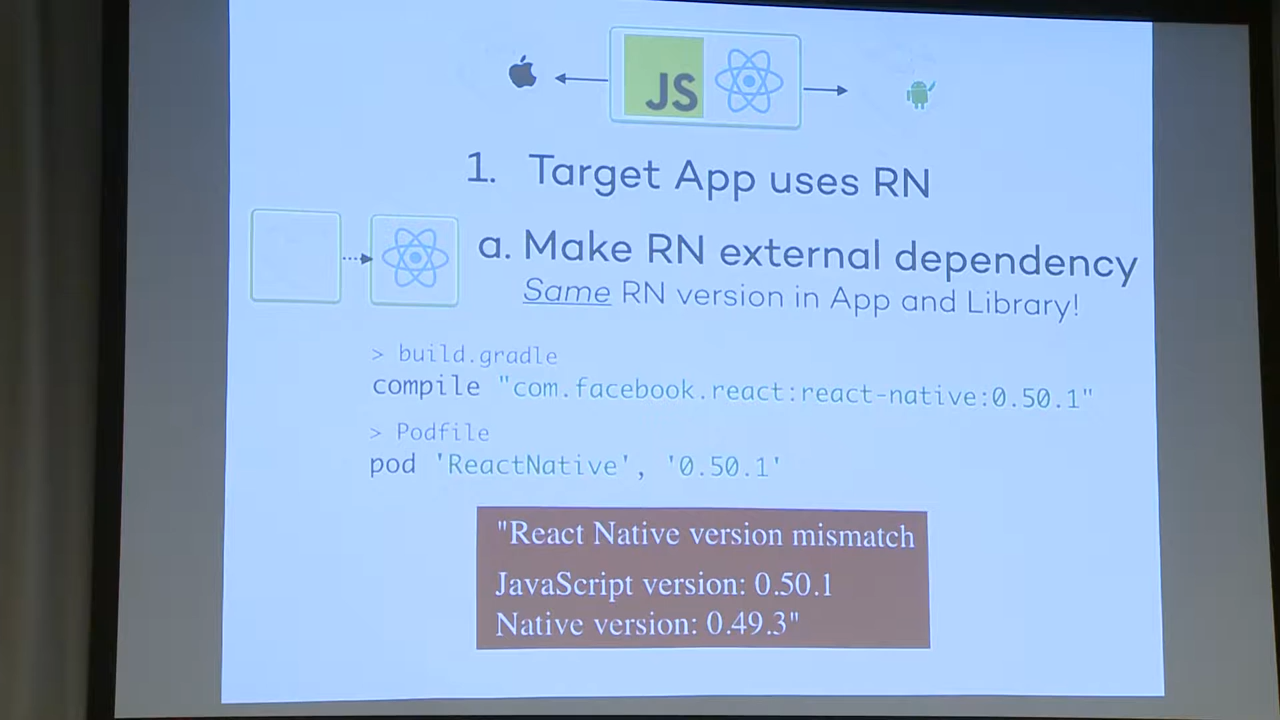 JS
1. Target App uses RN
a. Make RN external dependency
Same RN version in App and Library!
> build.gradle
compile "com.facebook.react:react-native:0.50.1"
> Podfile
pod 'ReactNative', '0.50.1'
"React Native version mismatch
JavaScript version: 0.50.1
Native version: 0.49.3"